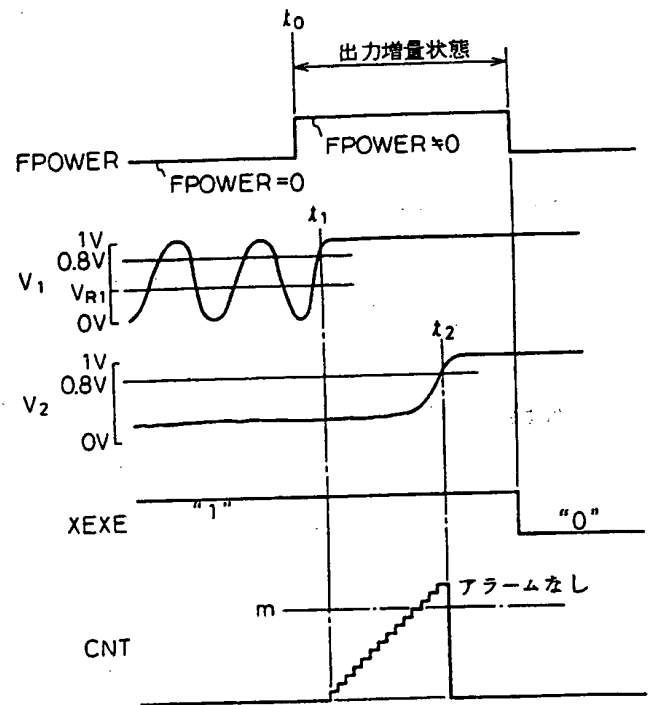 t₀
出力増量状態
FPOWER
FPOWER≒0
FPOWER=0
t₁
1V
0.8V
V₁
VR1
0V
t₂
1V
0.8V
V₂
0V
XEXE
"1"
"0"
アラームなし
m
CNT